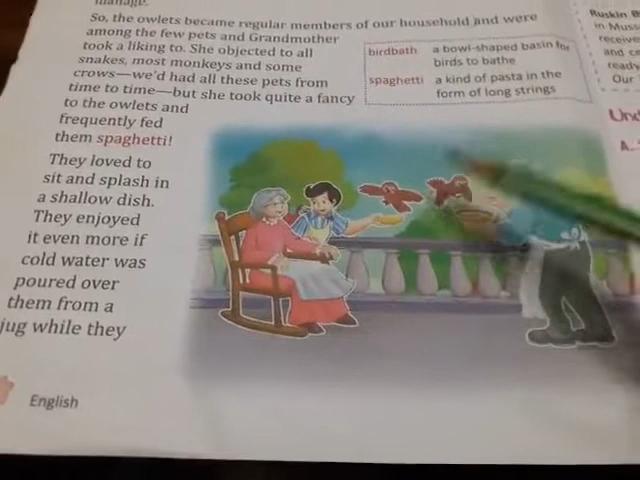 manage.
So, the owlets became regular members of our household and were
among the few pets and Grandmother
took a liking to. She objected to all
snakes, most monkeys and some
crows—we'd had all these pets from
time to time—but she took quite a fancy
to the owlets and
frequently fed
them spaghetti!
They loved to
sit and splash in
a shallow dish.
They enjoyed
it even more if
cold water was
poured over
them from a
jug while they
birdbath a bowl-shaped basin for
birds to bathe
spaghetti a kind of pasta in the
form of long strings
Ruskin
in
and
Our
A.
English